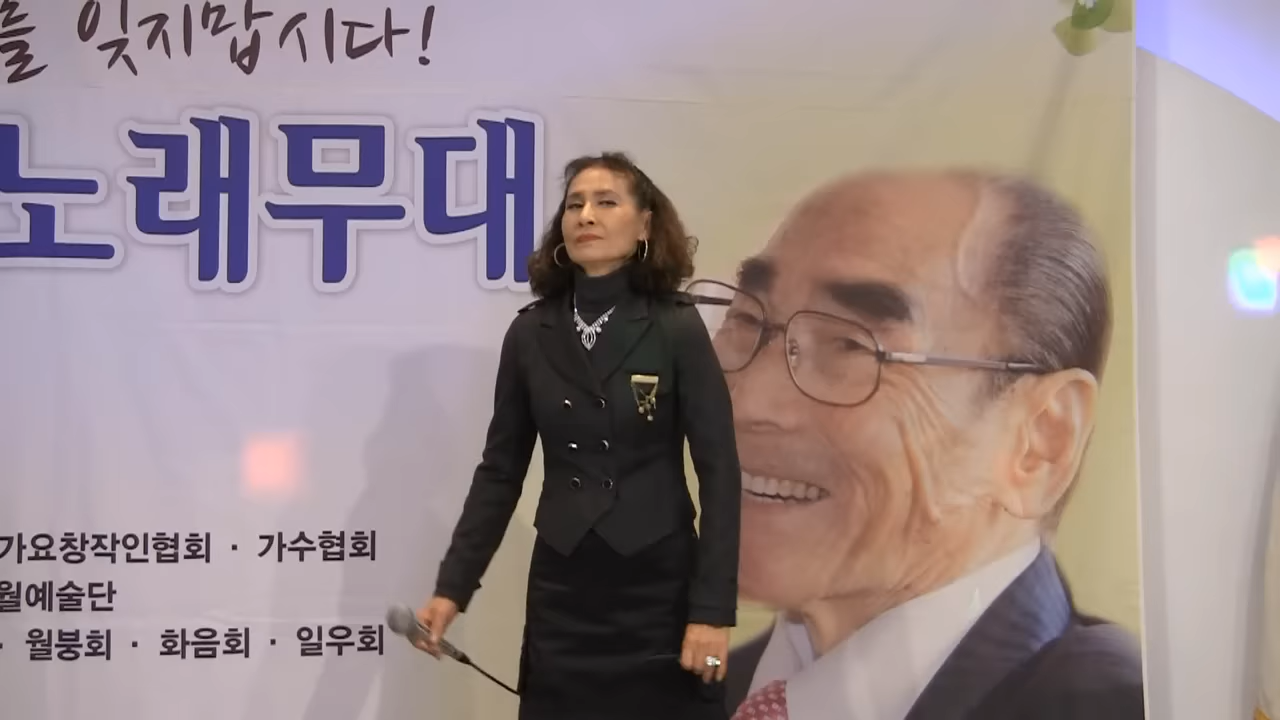 를 잊지맙시다!
노래무대
가요창작인협회 · 가수협회
월예술단
· 월붕회 · 화음회 · 일우회